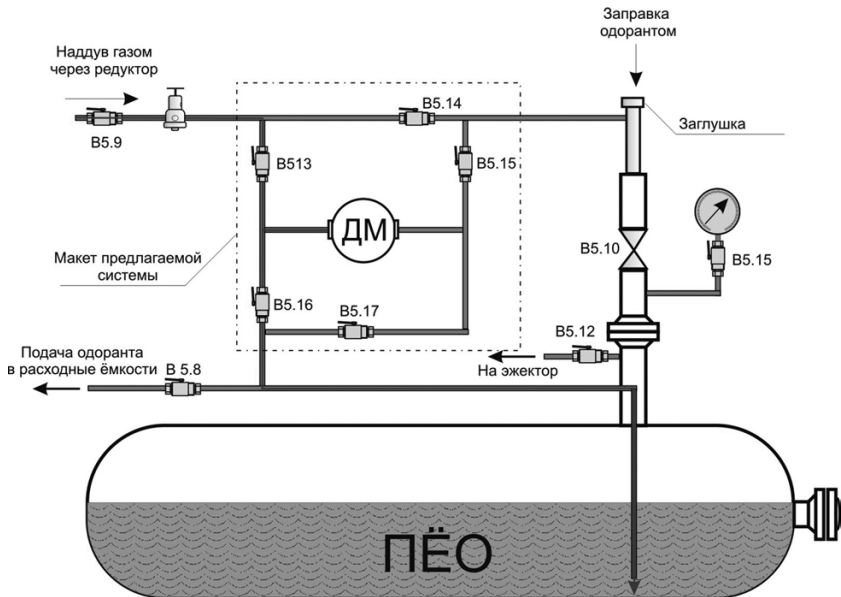 Заправка
одорантом
Наддув газом
через редуктор
В5.14
Заглушка
В5.9
В513
В5.15
ДМ
В5.10
В5.15
Макет предлагаемой
системы
В5.16
В5.17
В5.12
Подача одоранта
в расходные ёмкости
В 5.8
На эжектор
ПЁО